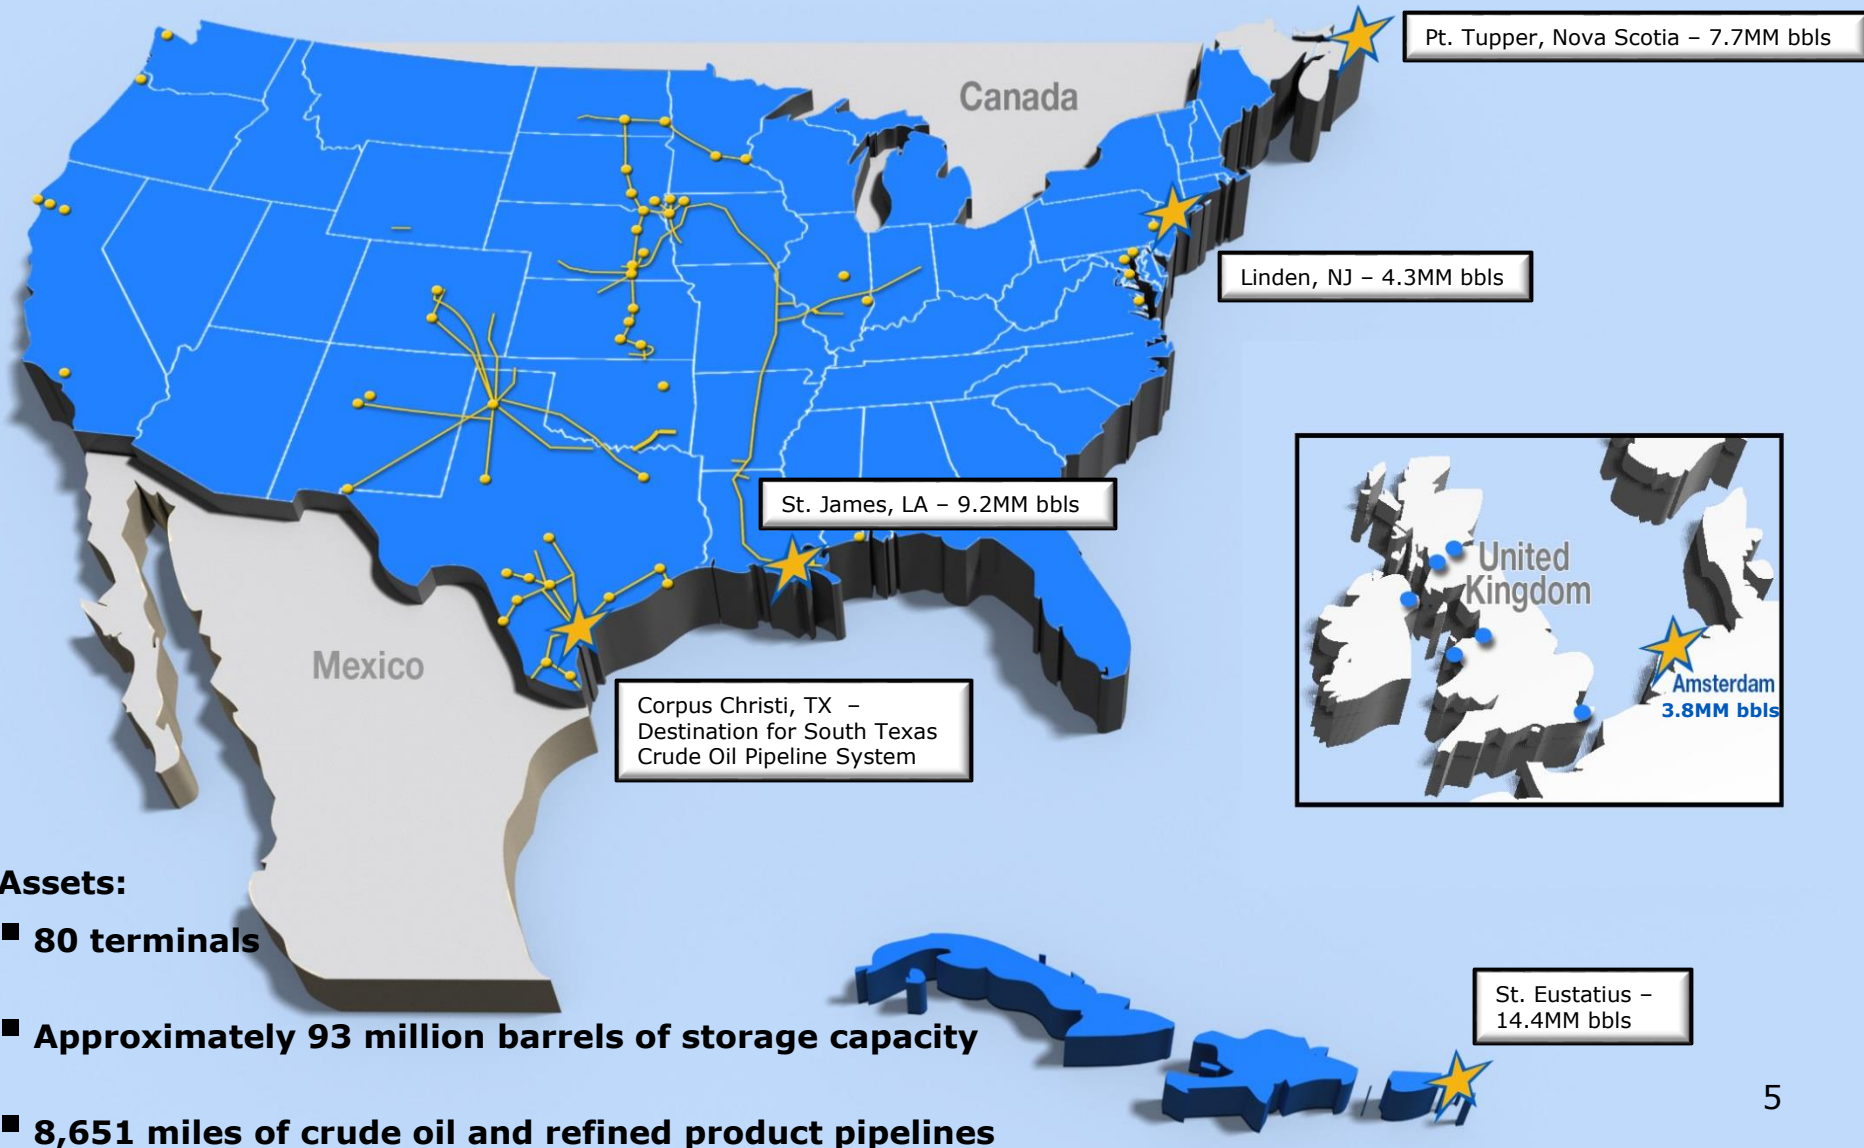 Pt. Tupper, Nova Scotia – 7.7MM bbls
Canada
Linden, NJ – 4.3MM bbls
St. James, LA – 9.2MM bbls
United
Kingdom
Amsterdam
3.8MM bbls
Mexico
Corpus Christi, TX –
Destination for South Texas
Crude Oil Pipeline System
Assets:
▪ 80 terminals
▪ Approximately 93 million barrels of storage capacity
▪ 8,651 miles of crude oil and refined product pipelines
St. Eustatius –
14.4MM bbls
5